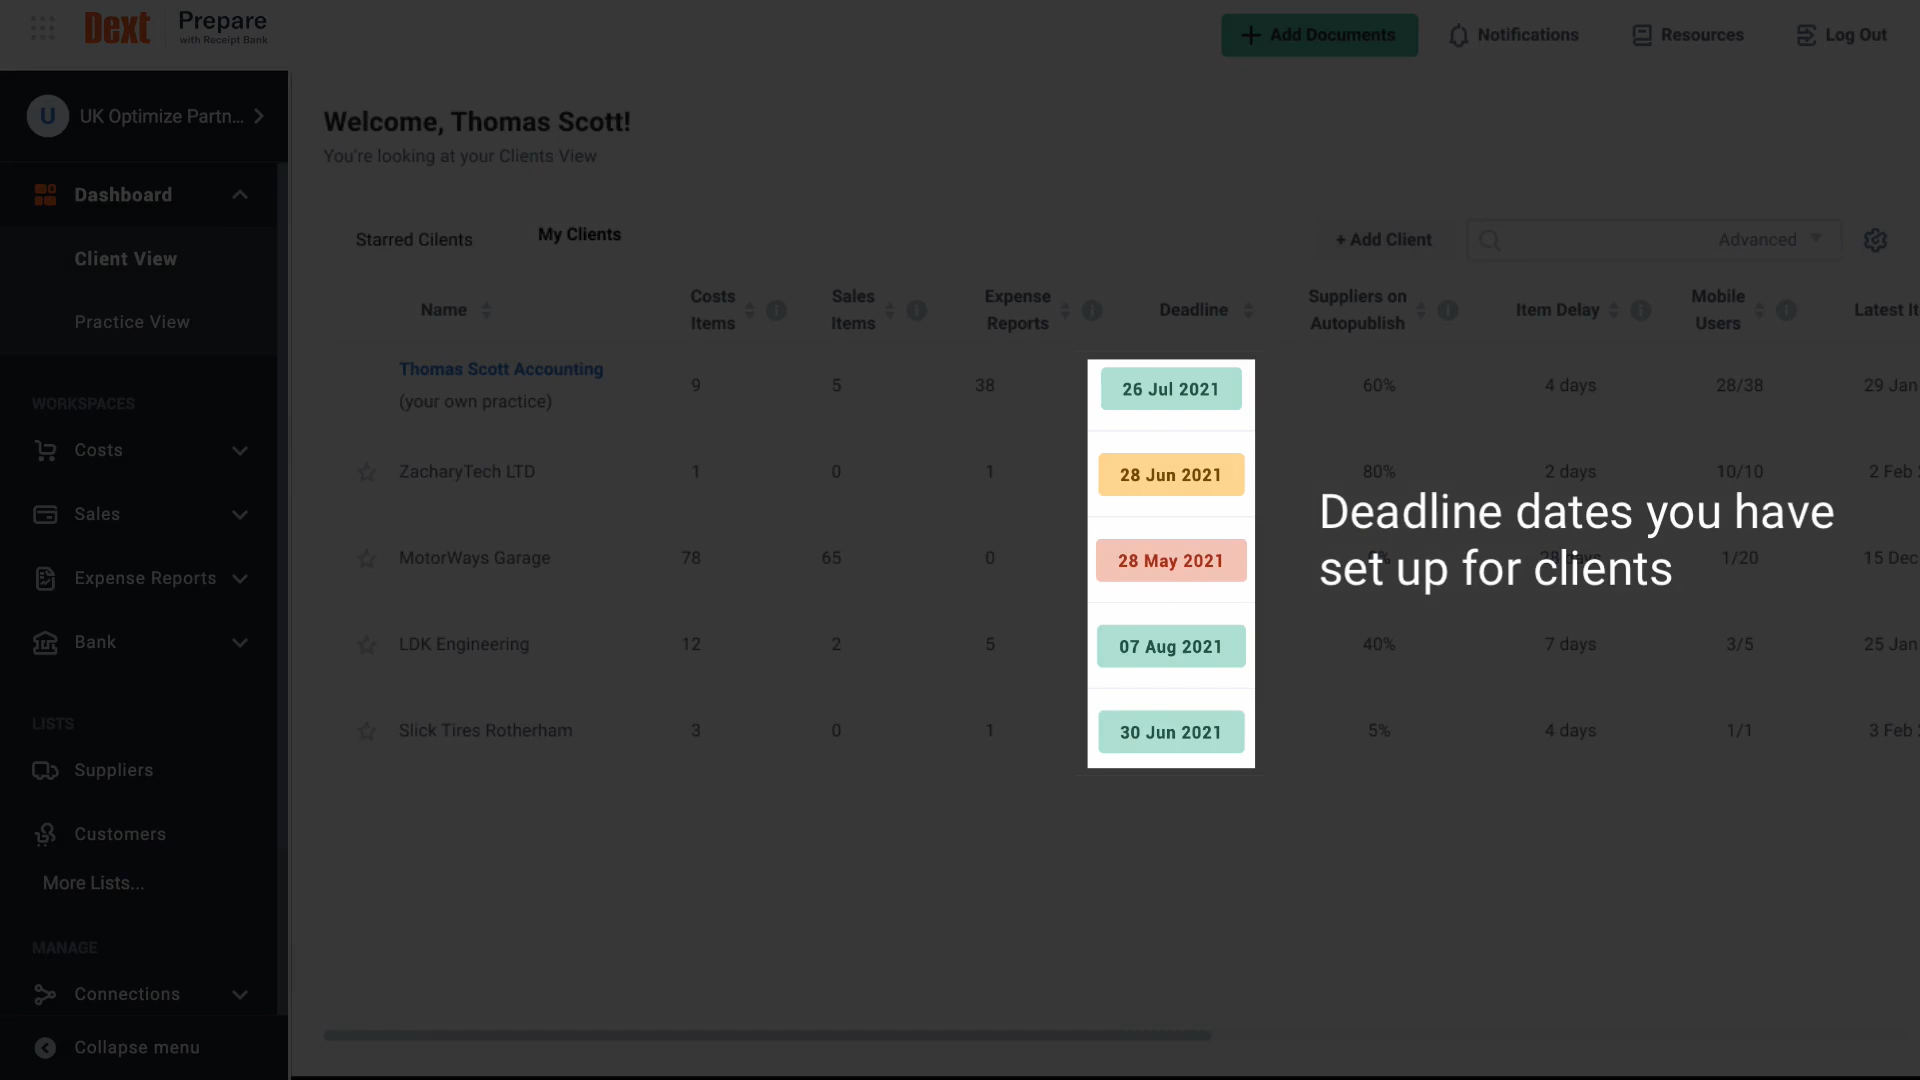 Dext
Prepare
with Receipt Bank
Add Documents
Notifications
Resources
Log Out
U
UK Optimize Partn...
Dashboard
Client View
Practice View
WORKSPACES
Costs
Sales
Expense Reports
Bank
LISTS
Suppliers
Customers
More Lists...
MANAGE
Connections
Collapse menu
Welcome, Thomas Scott!
You're looking at your Clients View
Starred Cilents
My Clients
+ Add Client
Advanced
Name
Costs
Items
Sales
Items
Expense
Reports
Deadline
Suppliers on
Autopublish
Item Delay
Mobile
Users
Latest It
Thomas Scott Accounting
(your own practice)
9
5
38
26 Jul 2021
60%
4 days
28/38
29 Jan
ZacharyTech LTD
1
0
1
28 Jun 2021
80%
2 days
10/10
2 Feb
MotorWays Garage
78
65
0
28 May 2021
28 days
1/20
15 Dec
LDK Engineering
12
2
5
07 Aug 2021
40%
7 days
3/5
25 Jan
Slick Tires Rotherham
3
0
1
30 Jun 2021
5%
4 days
1/1
3 Feb
Deadline dates you have
set up for clients